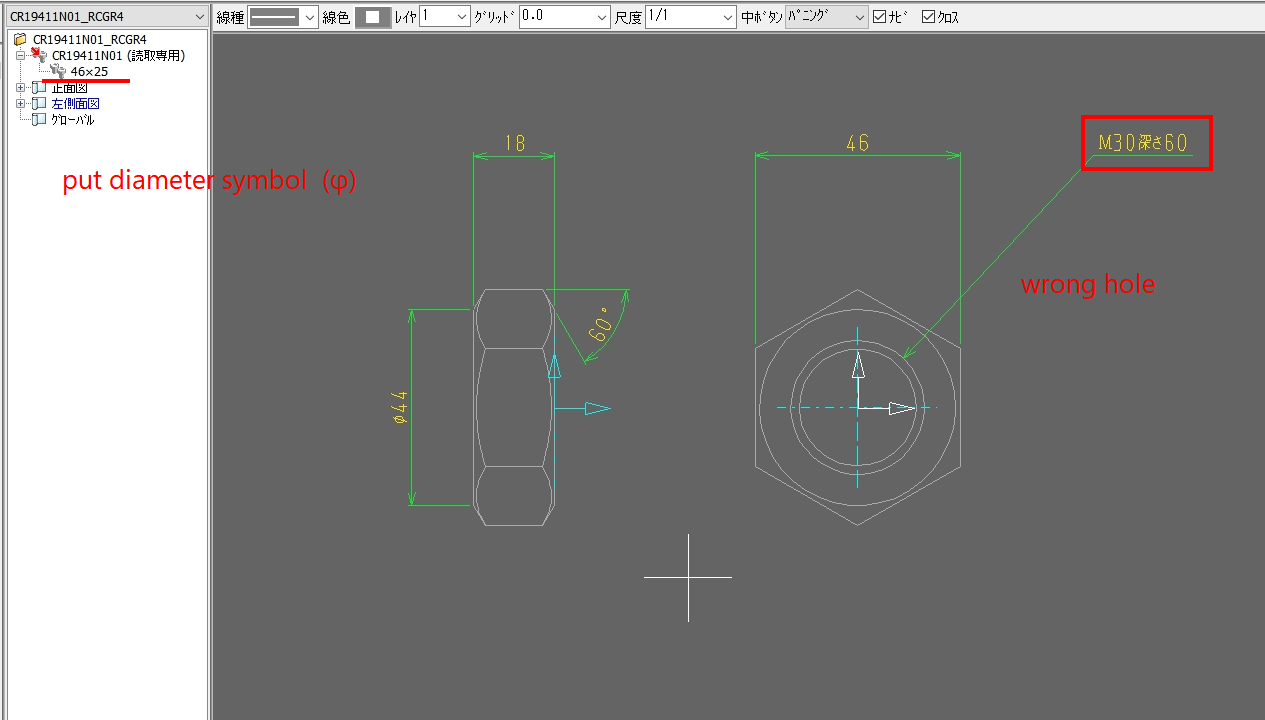 CR19411N01_RCGR4
線種
線色
ﾚｲﾔ 1
ｸﾞﾘｯﾄﾞ 0.0
尺度 1/1
中ﾎﾞﾀﾝ ﾊﾟﾆﾝｸﾞ
ﾅﾋﾞ
ｸﾛｽ
CR19411N01_RCGR4
CR19411N01 (読取専用)
46×25
正面図
左側面図
ｸﾞﾛｰﾊﾞﾙ
18
46
M30深さ60
put diameter symbol (φ)
wrong hole
60°
φ44